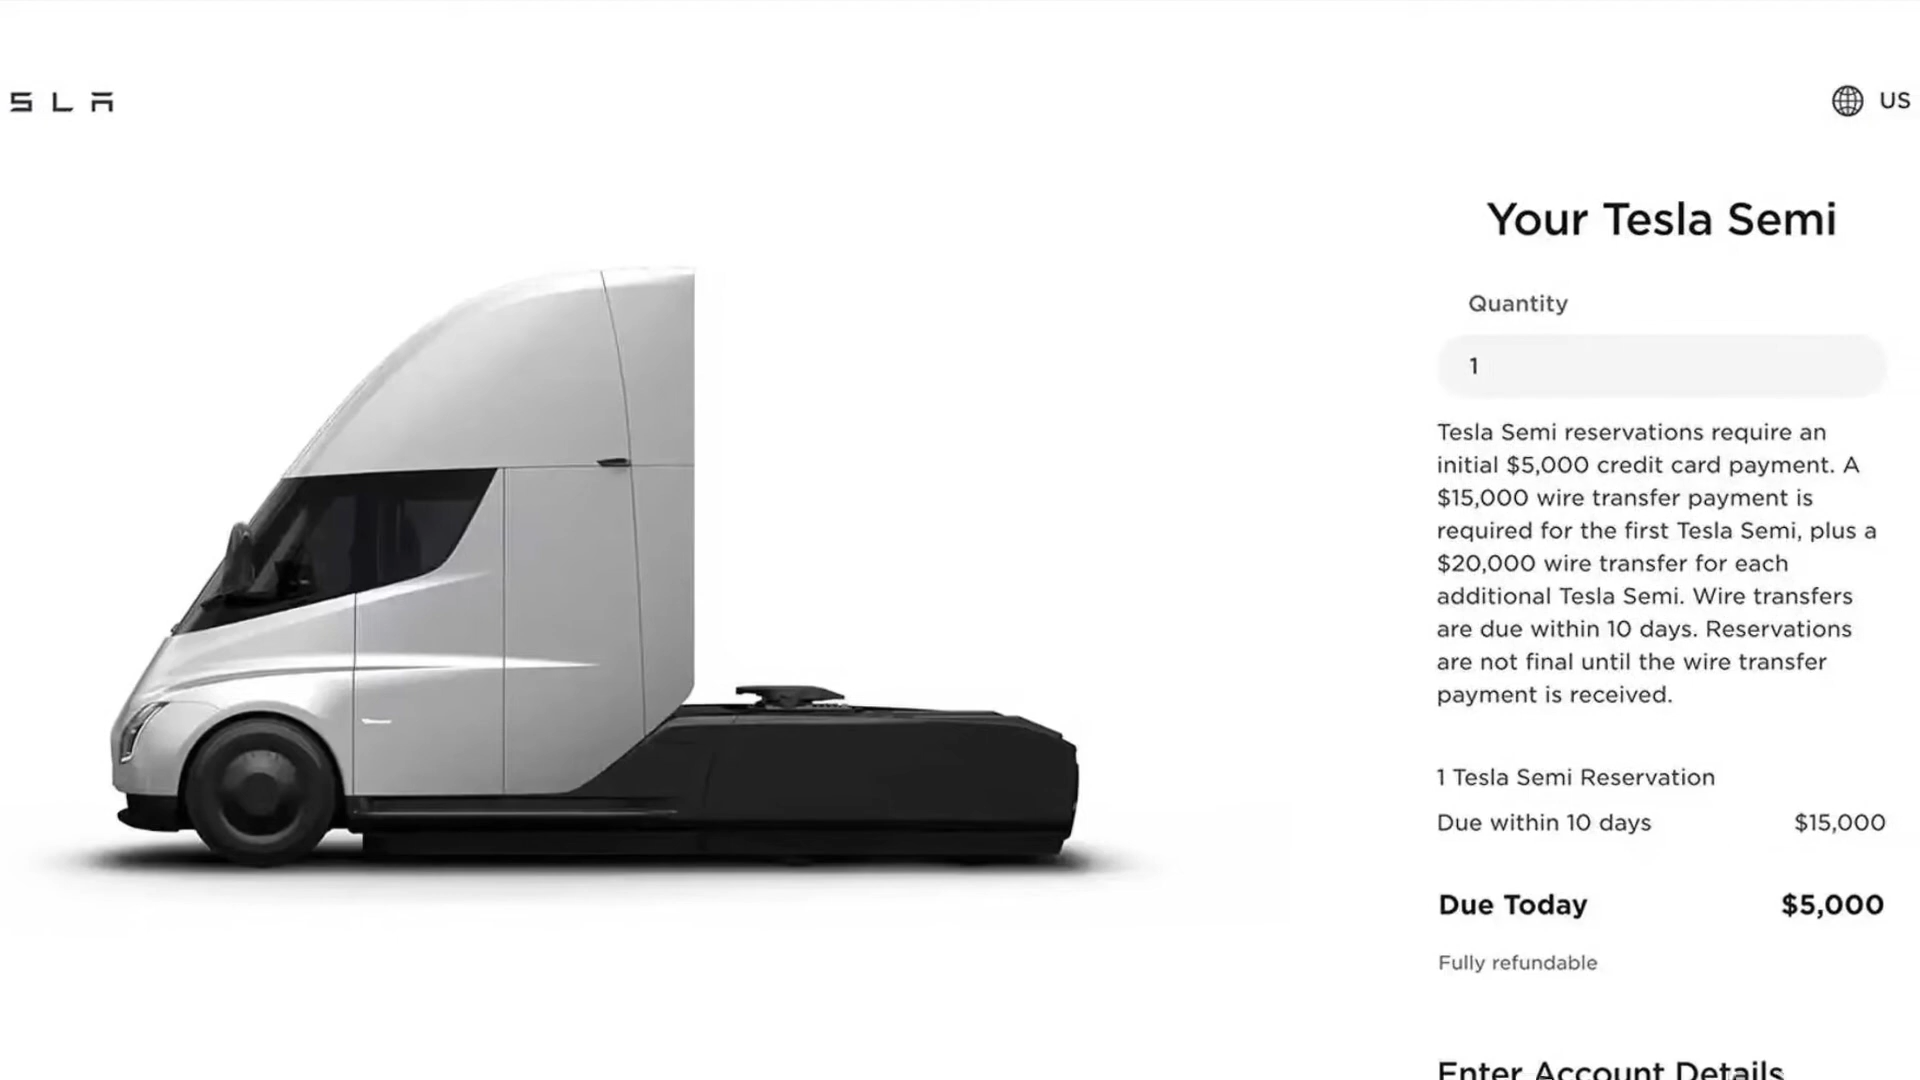 SLA
US
Your Tesla Semi
Quantity
1
Tesla Semi reservations require an
initial $5,000 credit card payment. A
$15,000 wire transfer payment is
required for the first Tesla Semi, plus a
$20,000 wire transfer for each
additional Tesla Semi. Wire transfers
are due within 10 days. Reservations
are not final until the wire transfer
payment is received.
1 Tesla Semi Reservation
Due within 10 days $15,000
Due Today $5,000
Fully refundable
Enter Account Details